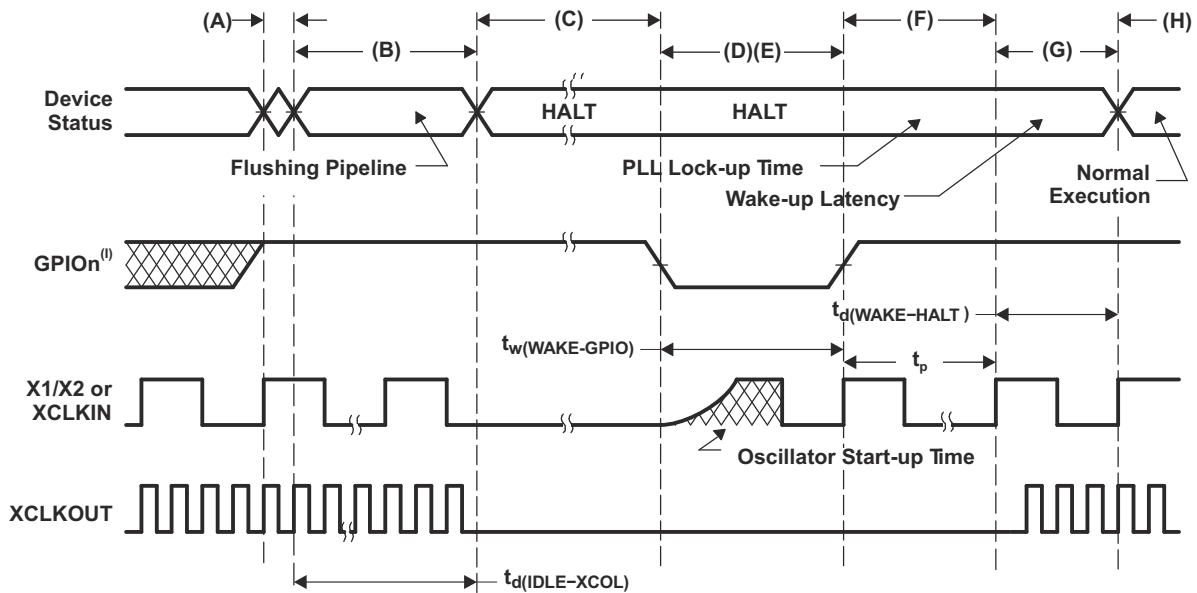 (A)
(B)
(C)
(D)(E)
(F)
(G)
(H)
Device
Status
HALT
HALT
Flushing Pipeline
PLL Lock-up Time
Wake-up Latency
Normal
Execution
GPIOn(I)
td(WAKE−HALT)
tw(WAKE-GPIO)
tp
X1/X2 or
XCLKIN
Oscillator Start-up Time
XCLKOUT
td(IDLE−XCOL)